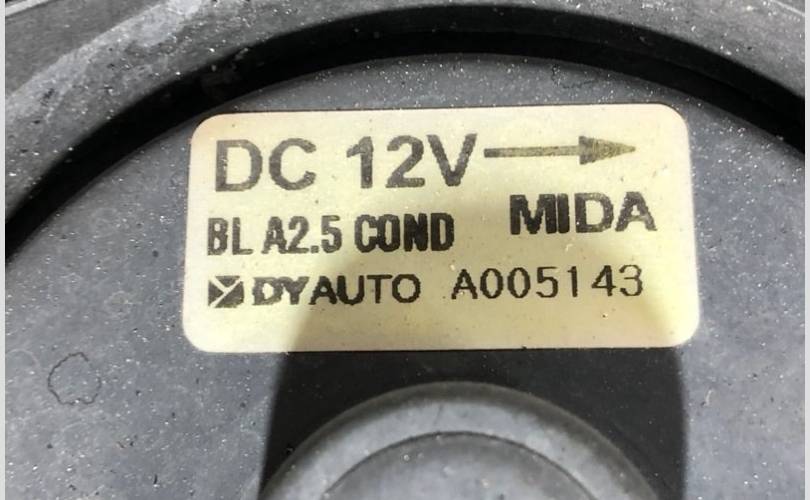 DC 12V
BL A2.5 COND MIDA
DYAUTO A005143